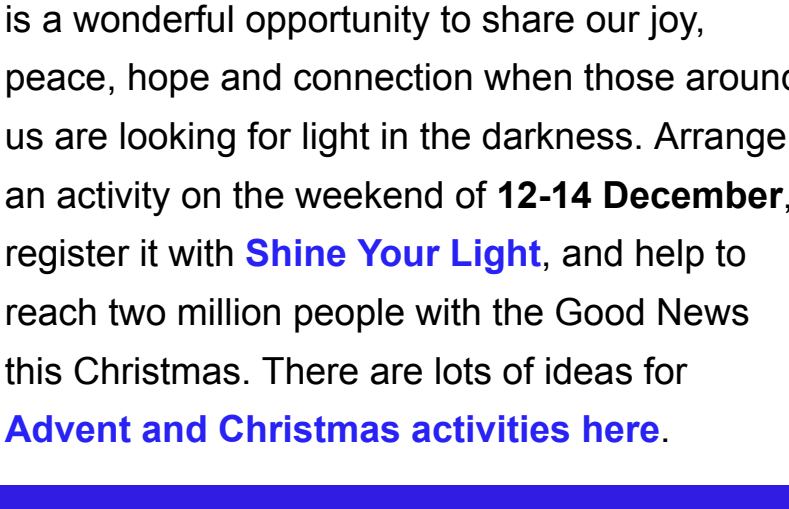 is a wonderful opportunity to share our joy,
peace, hope and connection when those around
us are looking for light in the darkness. Arrange
an activity on the weekend of 12-14 December,
register it with Shine Your Light, and help to
reach two million people with the Good News
this Christmas. There are lots of ideas for
Advent and Christmas activities here.